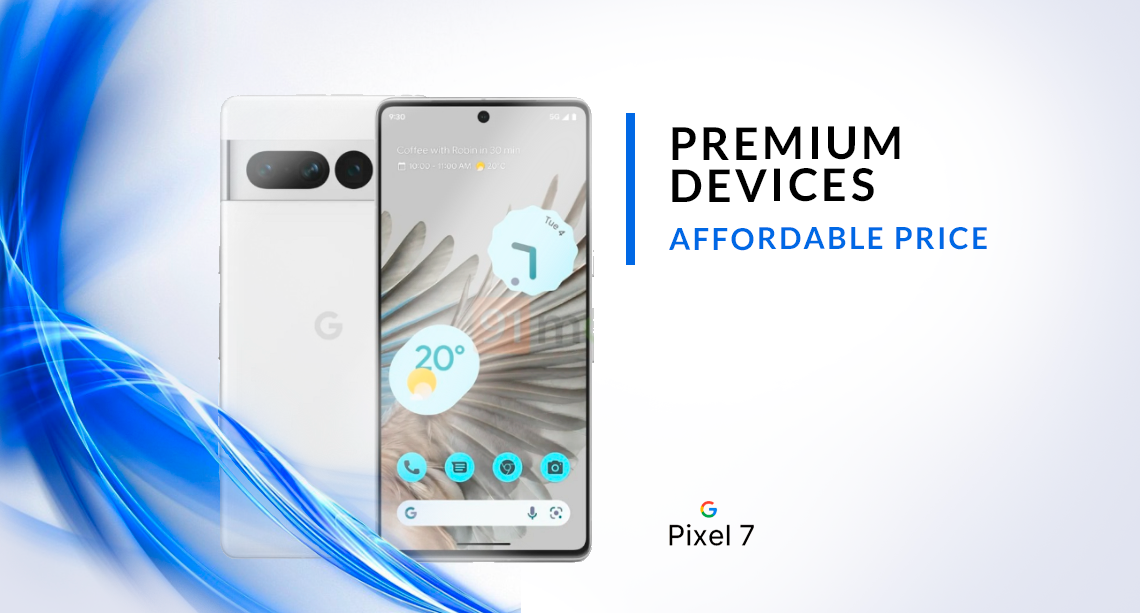 PREMIUM
DEVICES
AFFORDABLE PRICE
9:30
5G
Coffee with Robin in 30 min
10:00 - 11:00 AM
20°C
Tue 4
20°
G
G
G
Pixel 7